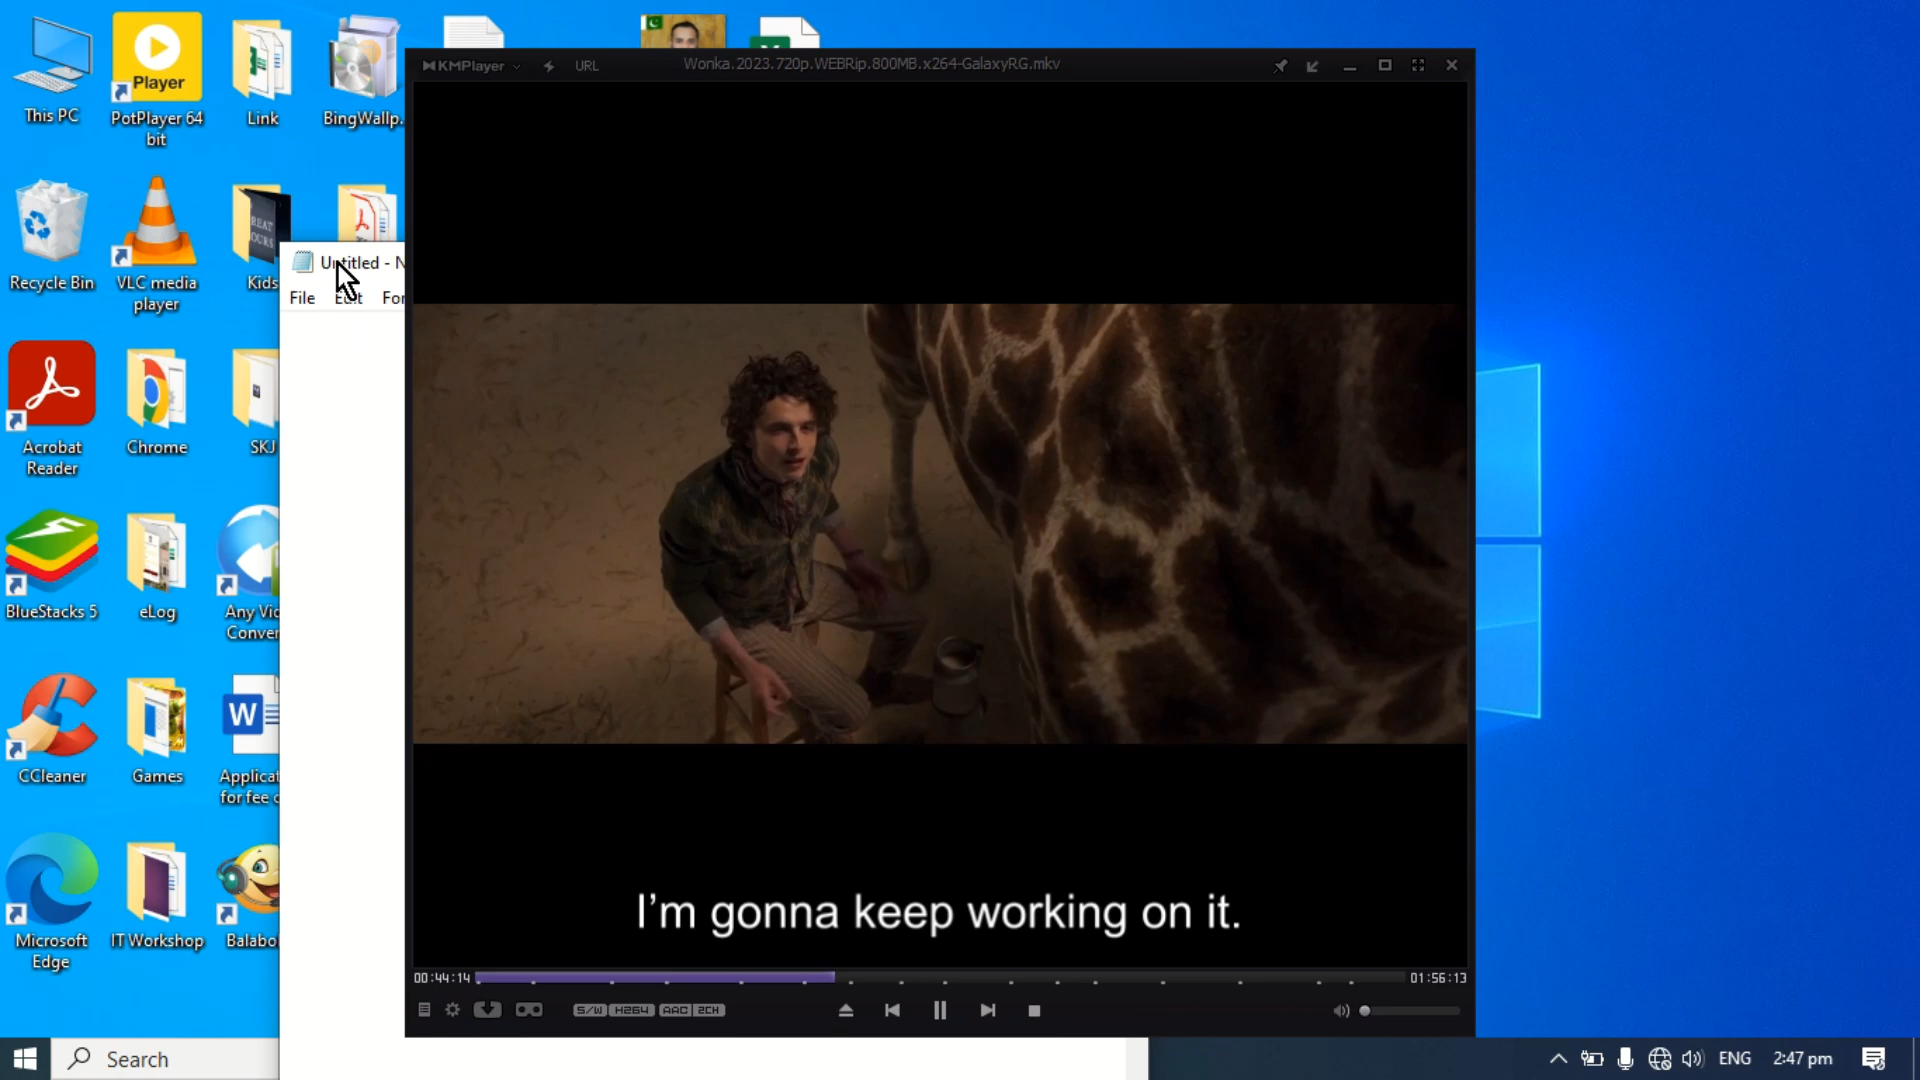 This PC
Player
PotPlayer 64
bit
Link
BingWallp.
KMPlayer
URL
Wonka.2023.720p.WEBRip.800MB.x264-GalaxyRG.mkv
Recycle Bin
VLC media
player
Kids
Untitled - N
File
Edit
For
Acrobat
Reader
Chrome
SKJ
BlueStacks 5
eLog
Any Vid
Conver
CCleaner
Games
W
Applicat
for fee c
Microsoft
Edge
IT Workshop
Balabo
I'm gonna keep working on it.
00:44:14
01:56:13
S/W H264 AAC 2CH
Search
ENG
2:47 pm